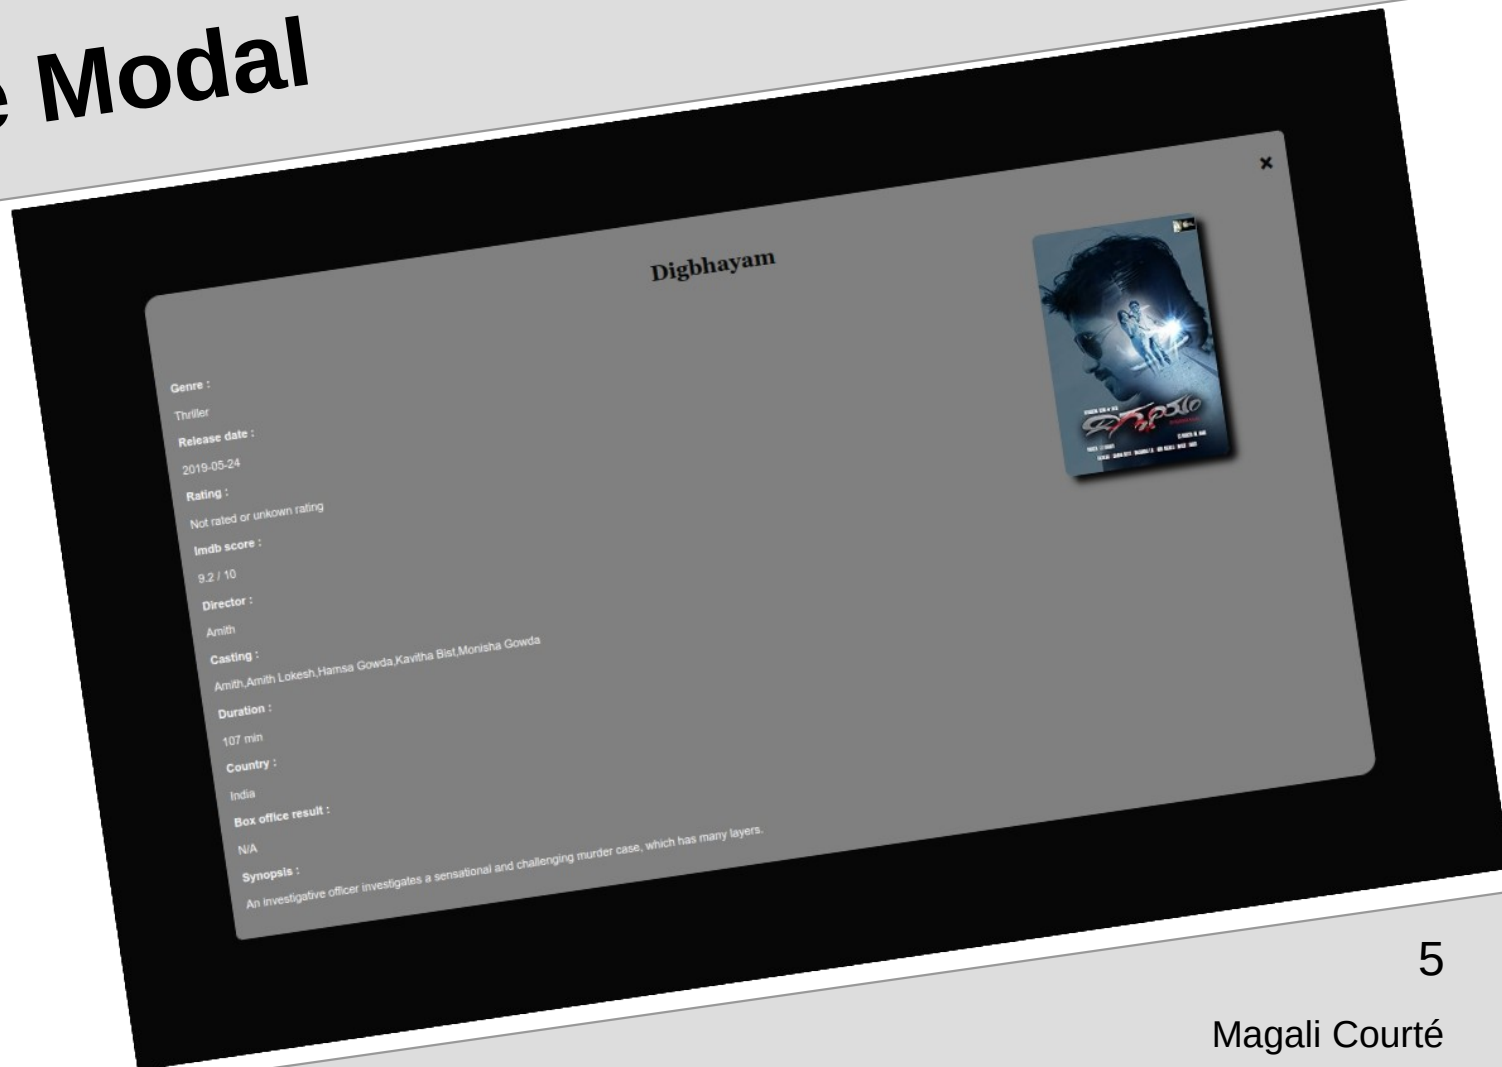 e Modal
×
Digbhayam
Genre :
Thriller
Release date :
2019-05-24
Rating :
Not rated or unkown rating
Imdb score :
9.2 / 10
Director :
Amith
Casting :
Amith,Amith Lokesh,Hamsa Gowda,Kavitha Bist,Monisha Gowda
Duration :
107 min
Country :
India
Box office result :
N/A
Synopsis :
An investigative officer investigates a sensational and challenging murder case, which has many layers.
5
Magali Courté